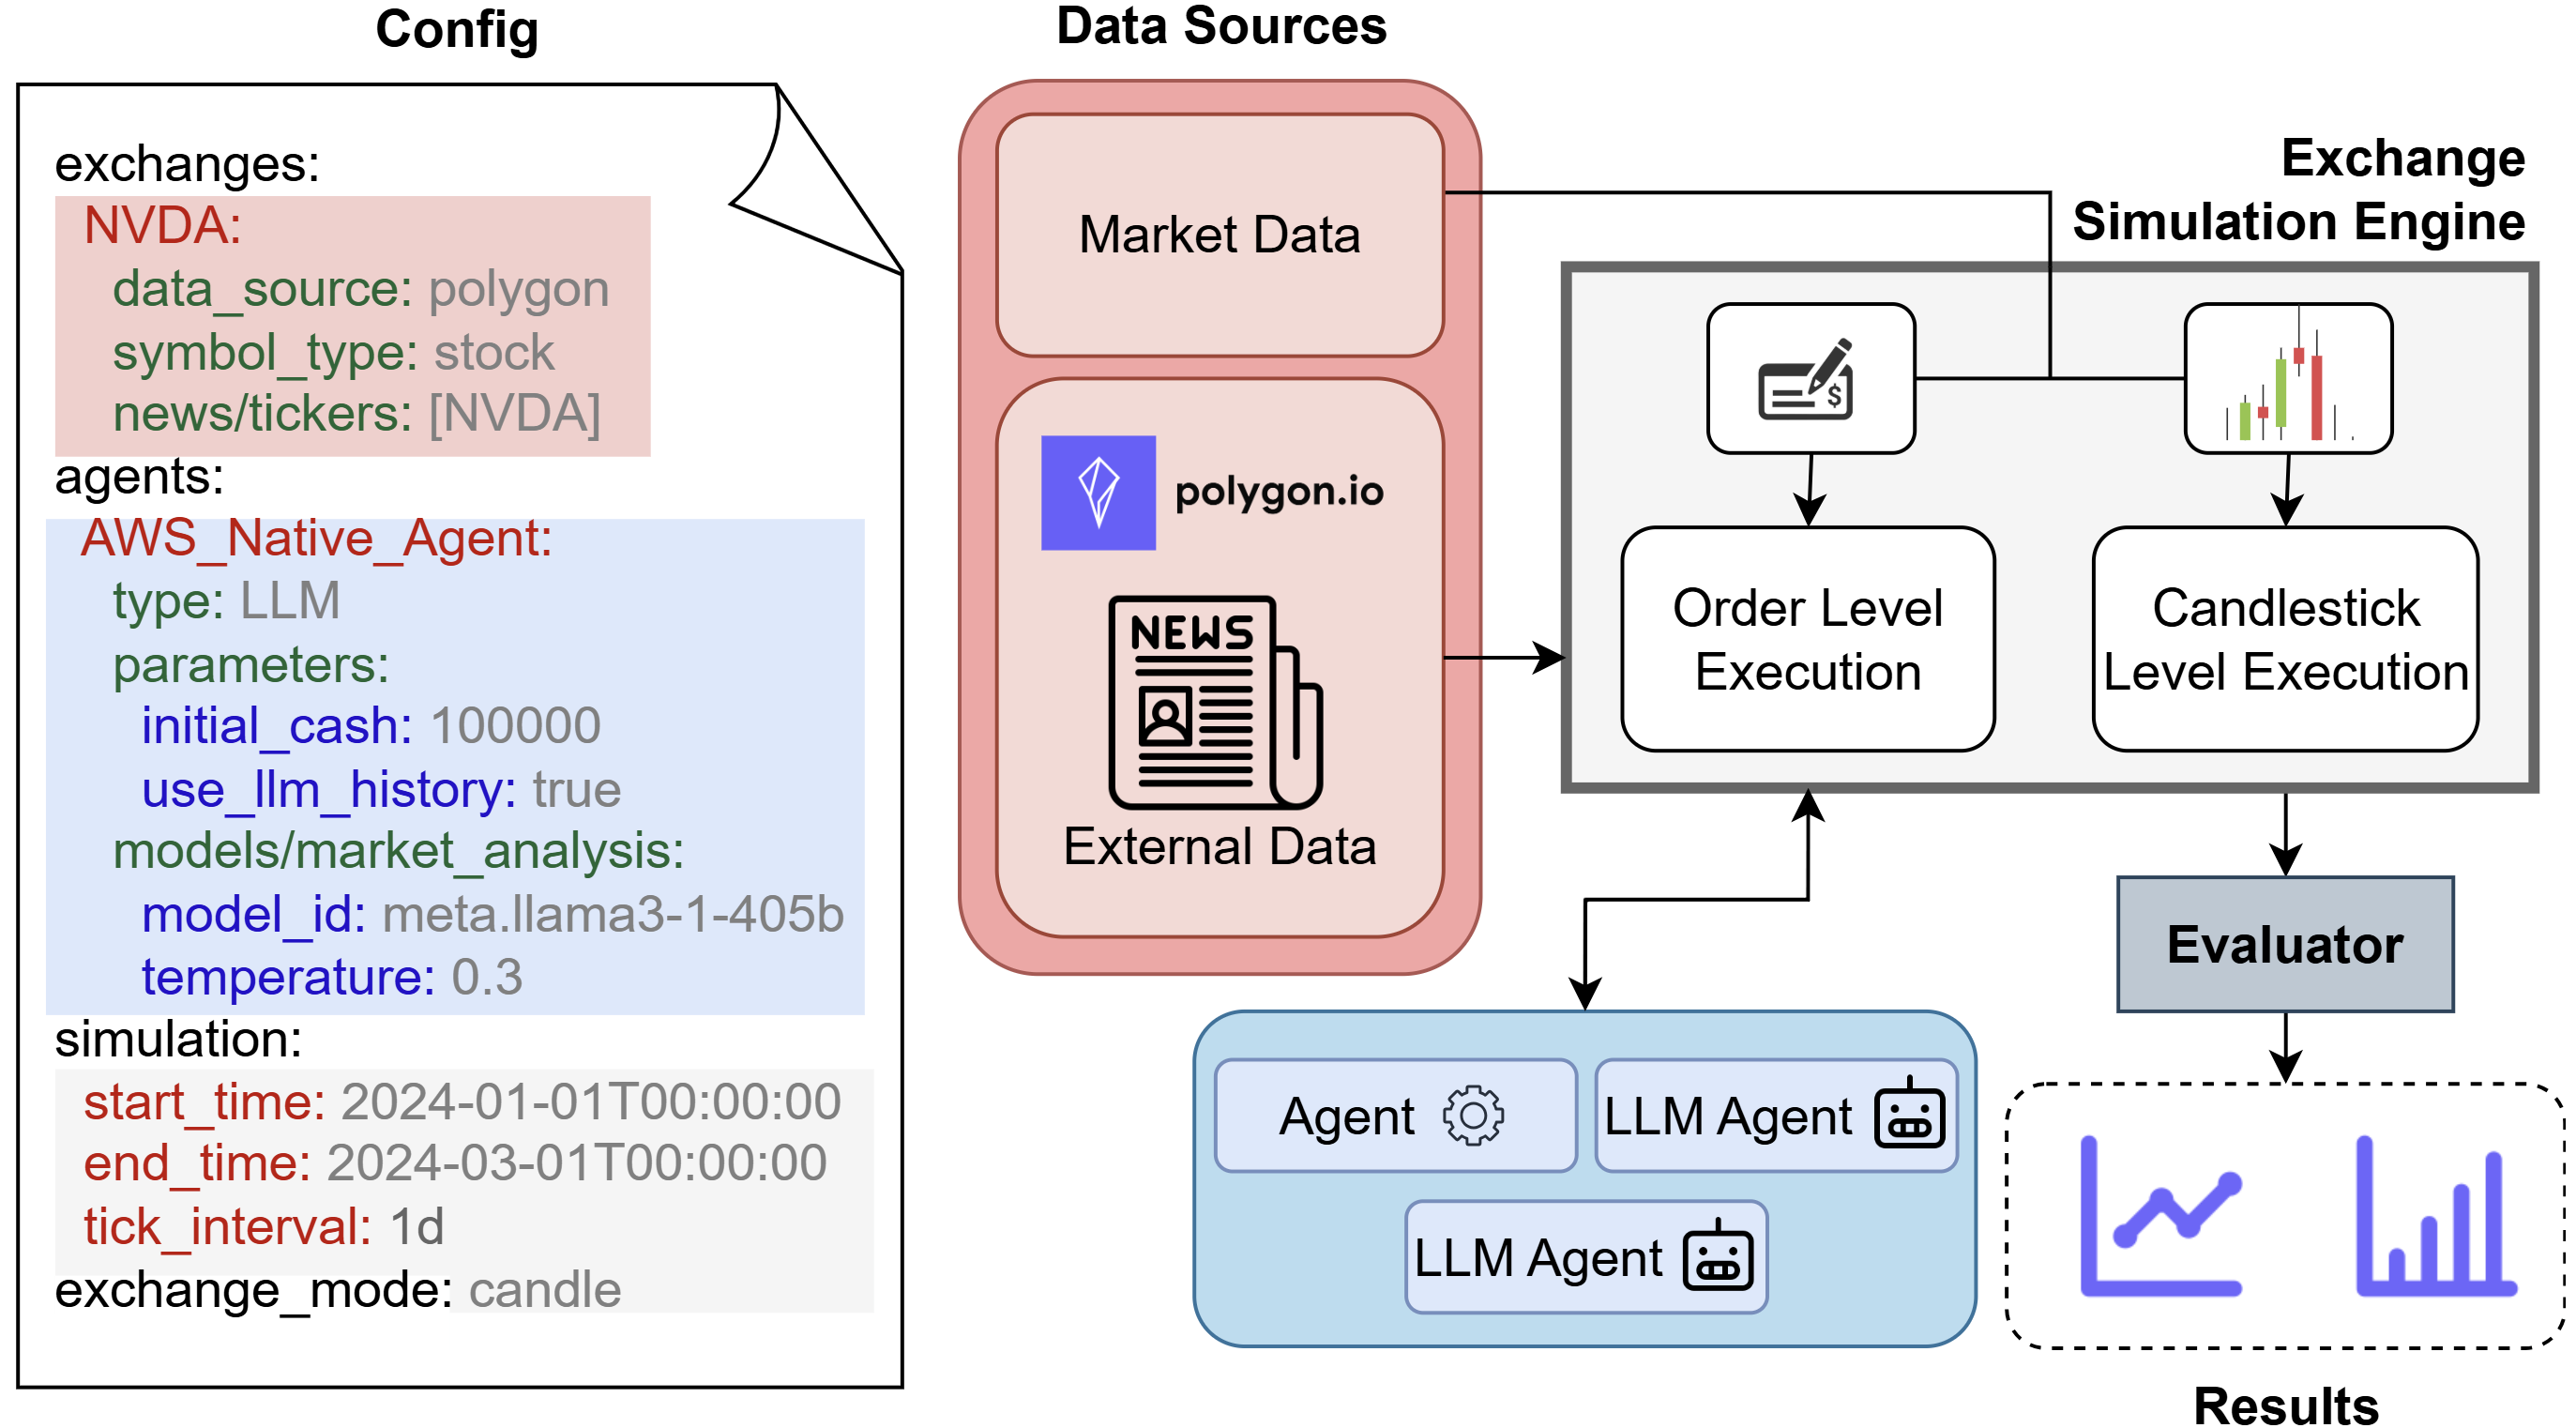 Config
exchanges:
NVDA:
data_source: polygon
symbol_type: stock
news/tickers: [NVDA]
agents:
AWS_Native_Agent:
type: LLM
parameters:
initial_cash: 100000
use_llm_history: true
models/market_analysis:
model_id: meta.llama3-1-405b
temperature: 0.3
simulation:
start_time: 2024-01-01T00:00:00
end_time: 2024-03-01T00:00:00
tick_interval: 1d
exchange_mode: candle
Data Sources
Market Data
polygon.io
NEWS
External Data
Exchange
Simulation Engine
$
Order Level
Execution
Candlestick
Level Execution
Agent
LLM Agent
LLM Agent
Evaluator
Results